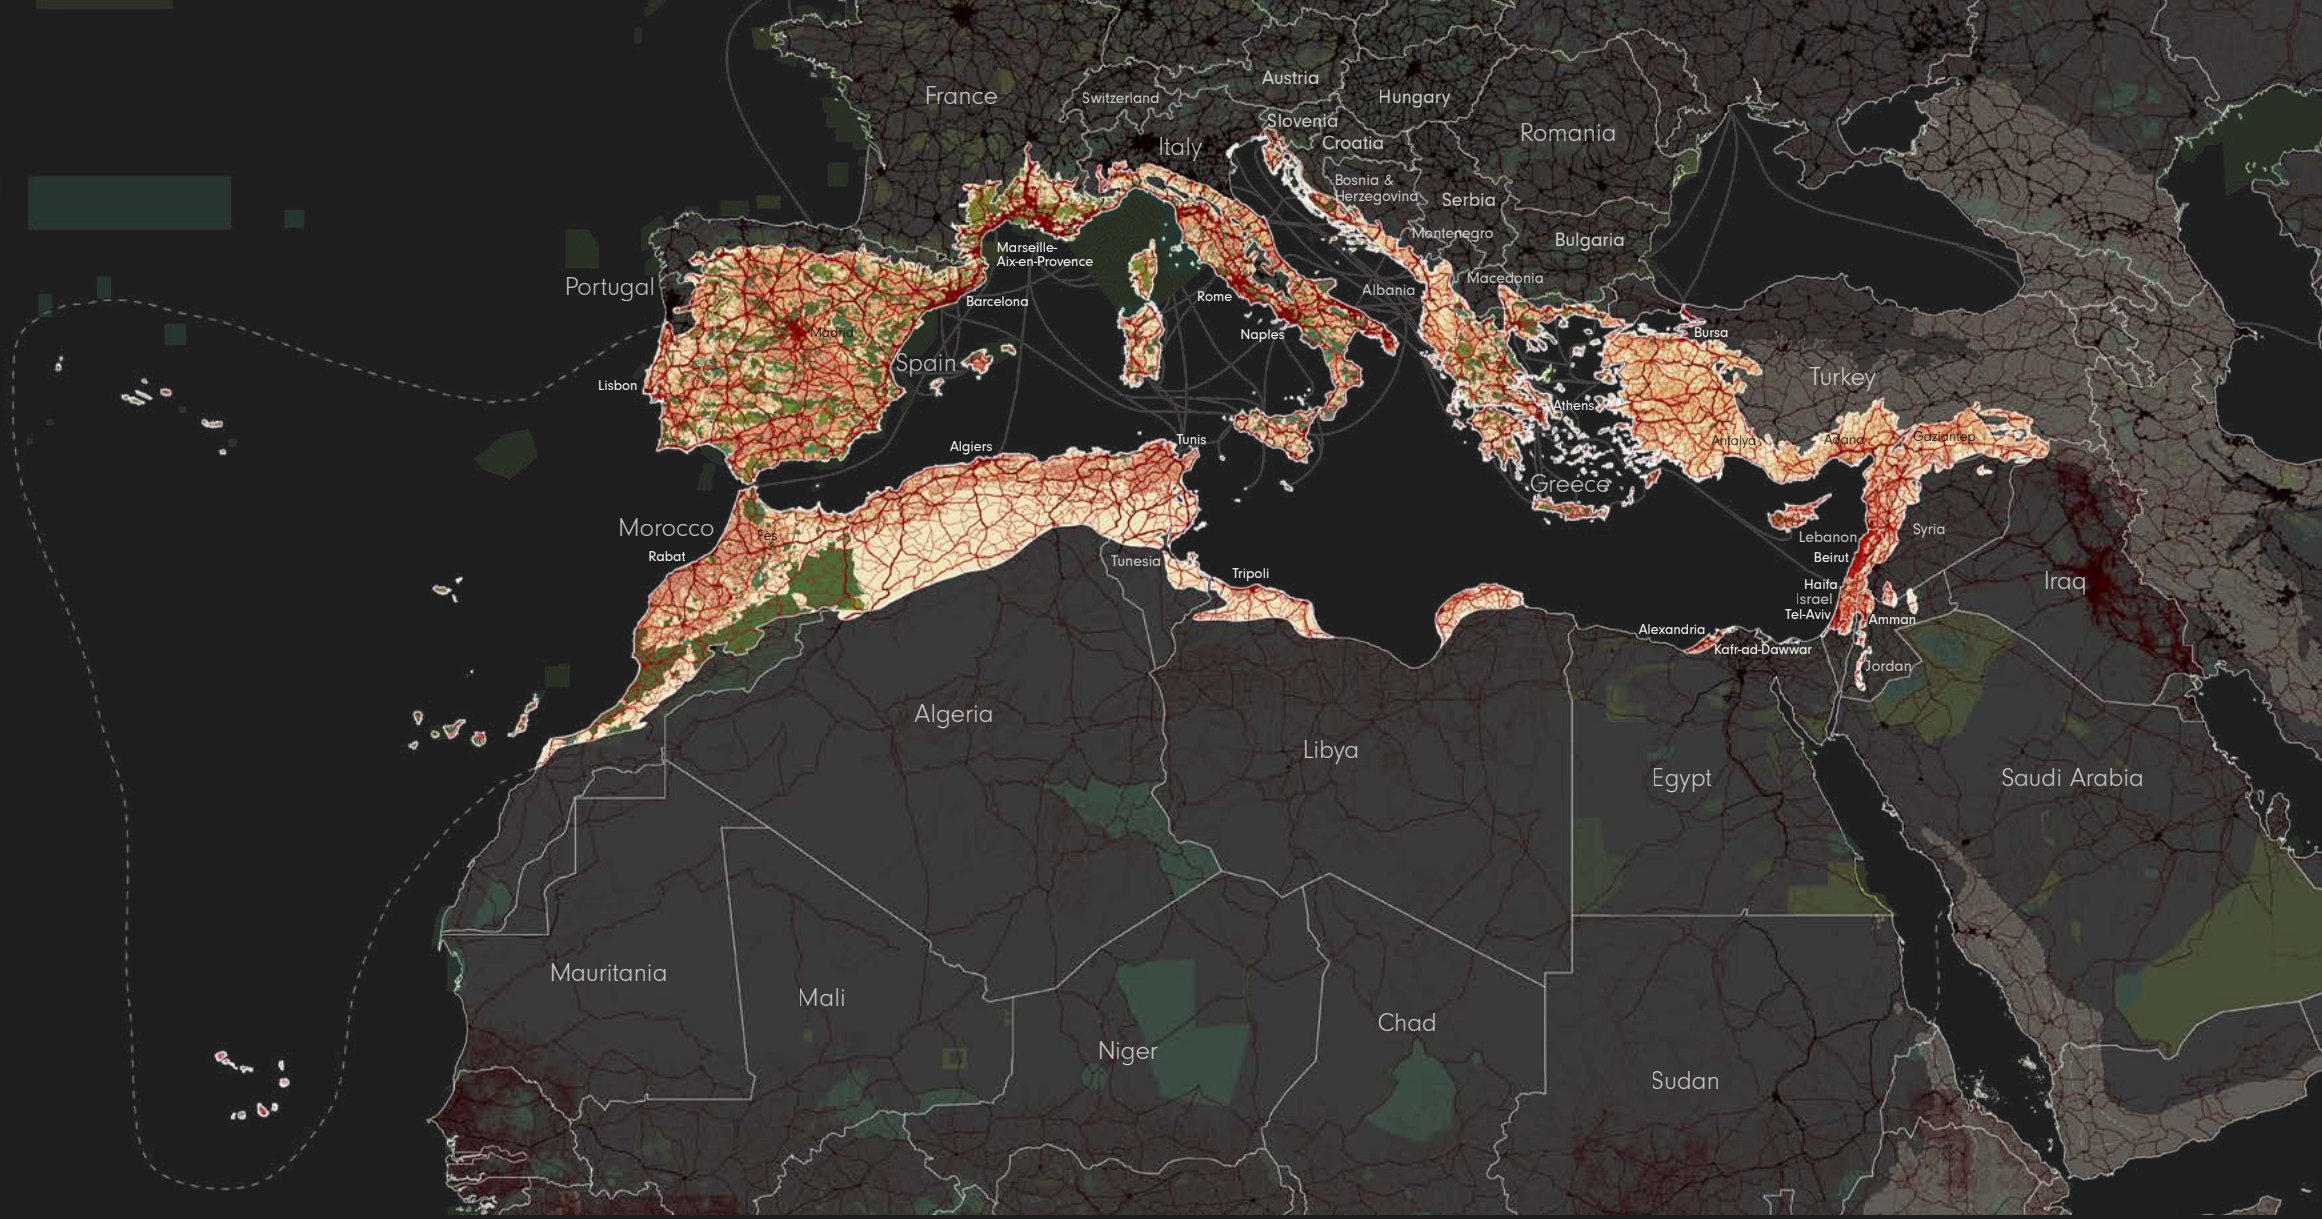 Austria
France
Switzerland
Hungary
Slovenia
Romania
Croatia
Italy
Bosnia &
Herzegovina
Serbia
Montenegro
Bulgaria
Marseille-
Aix-en-Provence
Macedonia
Portugal
Albania
Rome
Barcelona
Madrid
Naples
Bursa
Spain
Turkey
Lisbon
Athens
Algiers
Tunis
Antalya
Adana
Gaziantep
Greece
Morocco
Fes
Syria
Lebanon
Rabat
Beirut
Tunesia
Tripoli
Iraq
Haifa
Israel
Tel-Aviv
Amman
Alexandria
Kafr-ad-Dawwar
Jordan
Algeria
Libya
Egypt
Saudi Arabia
Mauritania
Mali
Chad
Niger
Sudan